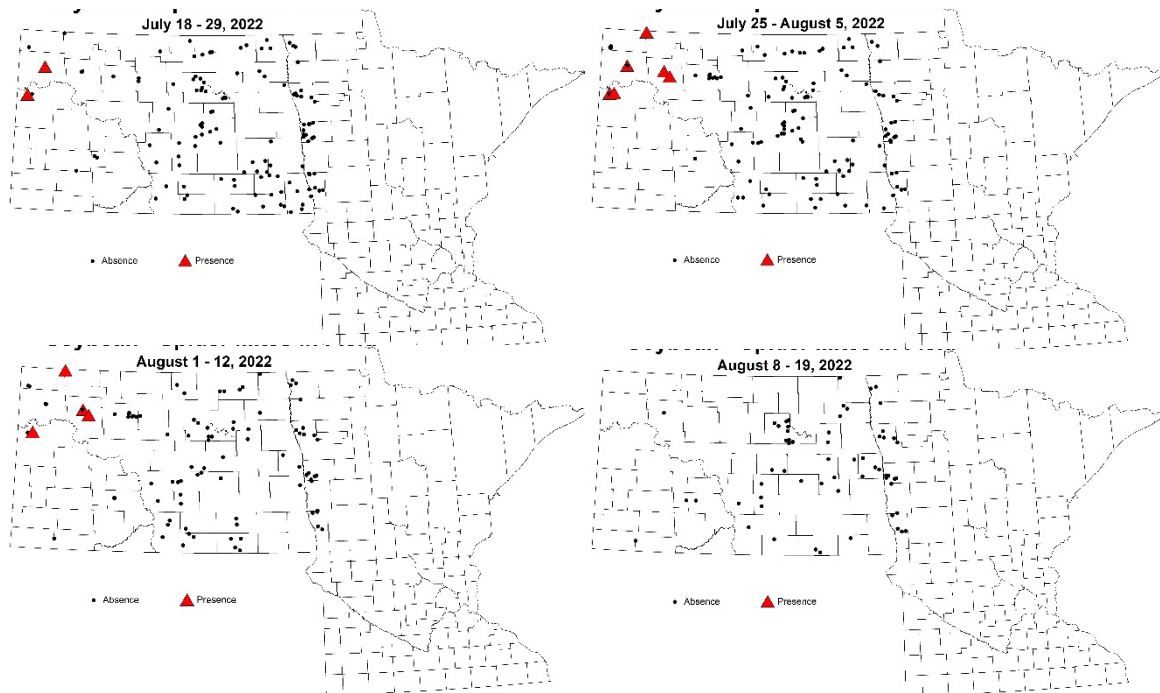 July 18 - 29, 2022
July 25 - August 5, 2022
Absence
Presence
Absence
Presence
August 1 - 12, 2022
August 8 - 19, 2022
Absence
Presence
Absence
Presence